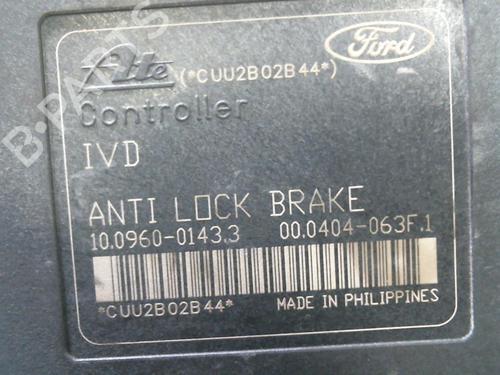 B-PARTS
Ate (*CUU2B02B44*) Ford
Controller
IVD
ANTI LOCK BRAKE
10.0960-0143.3 00.0404-063F.1
*CUU2B02B44* MADE IN PHILIPPINES